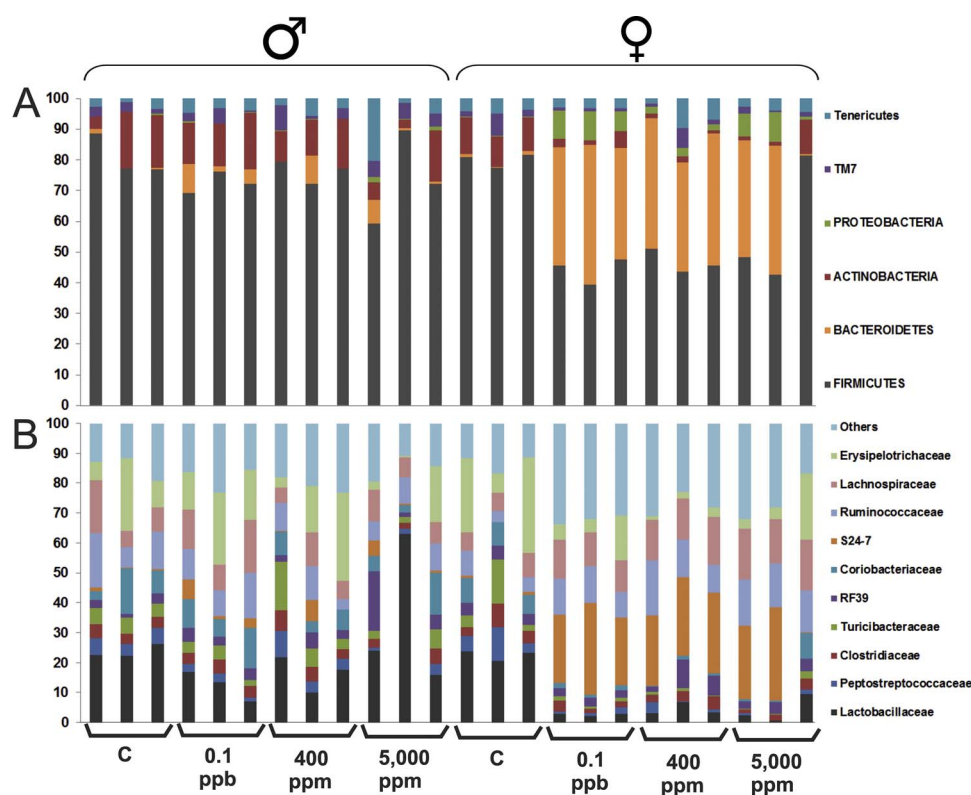 ♂ ♀
A
100
90
80
70
60
50
40
30
20
10
0
Tenericutes
TM7
PROTEOBACTERIA
ACTINOBACTERIA
BACTEROIDETES
FIRMICUTES
B
100
90
80
70
60
50
40
30
20
10
0
Others
Erysipelotrichaceae
Lachnospiraceae
Ruminococcaceae
S24-7
Coriobacteriaceae
RF39
Turicibacteraceae
Clostridiaceae
Peptostreptococcaceae
Lactobacillaceae
C 0.1 400 5,000 C 0.1 400 5,000
ppb ppm ppm ppb ppm ppm